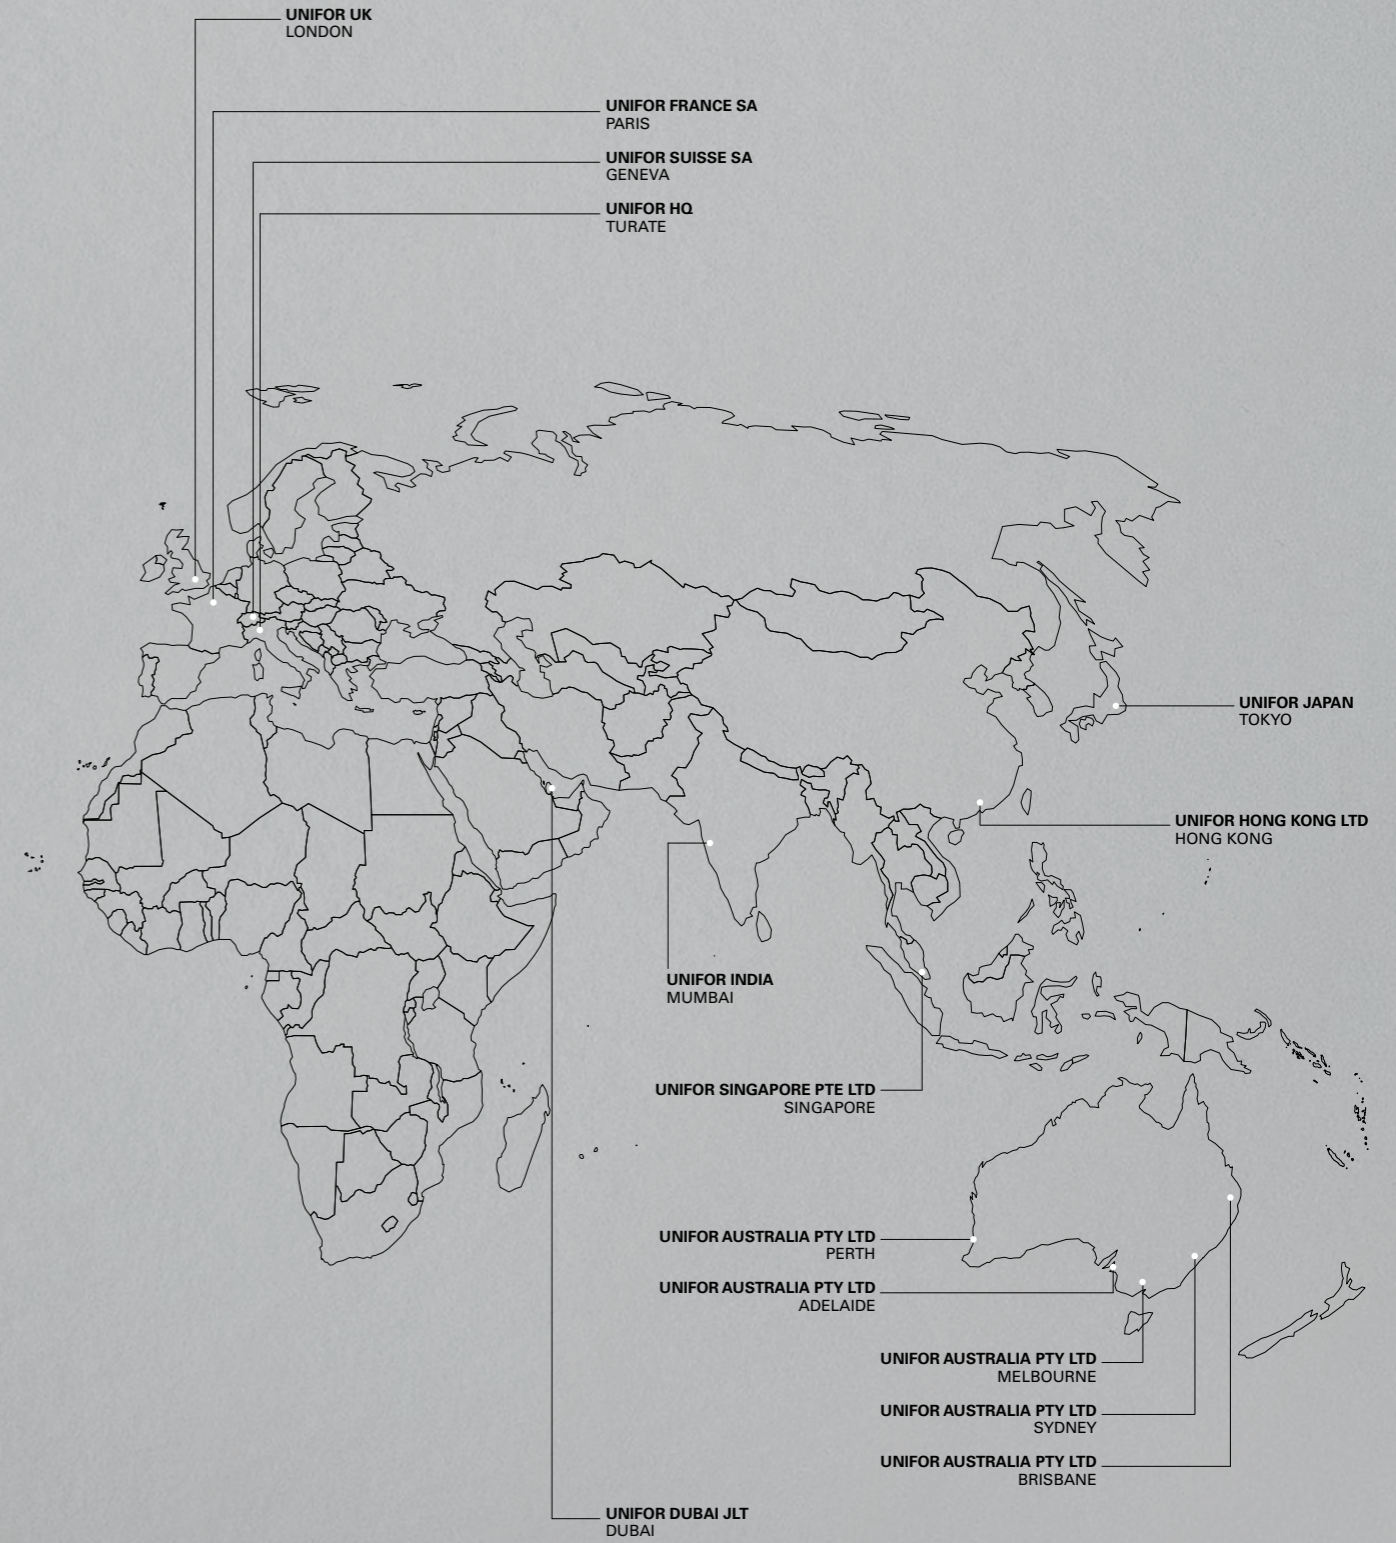 UNIFOR UK
LONDON
UNIFOR FRANCE SA
PARIS
UNIFOR SUISSE SA
GENEVA
UNIFOR HQ
TURATE
UNIFOR JAPAN
TOKYO
UNIFOR HONG KONG LTD
HONG KONG
UNIFOR INDIA
MUMBAI
UNIFOR SINGAPORE PTE LTD
SINGAPORE
UNIFOR AUSTRALIA PTY LTD
PERTH
UNIFOR AUSTRALIA PTY LTD
ADELAIDE
UNIFOR AUSTRALIA PTY LTD
MELBOURNE
UNIFOR AUSTRALIA PTY LTD
SYDNEY
UNIFOR AUSTRALIA PTY LTD
BRISBANE
UNIFOR DUBAI JLT
DUBAI